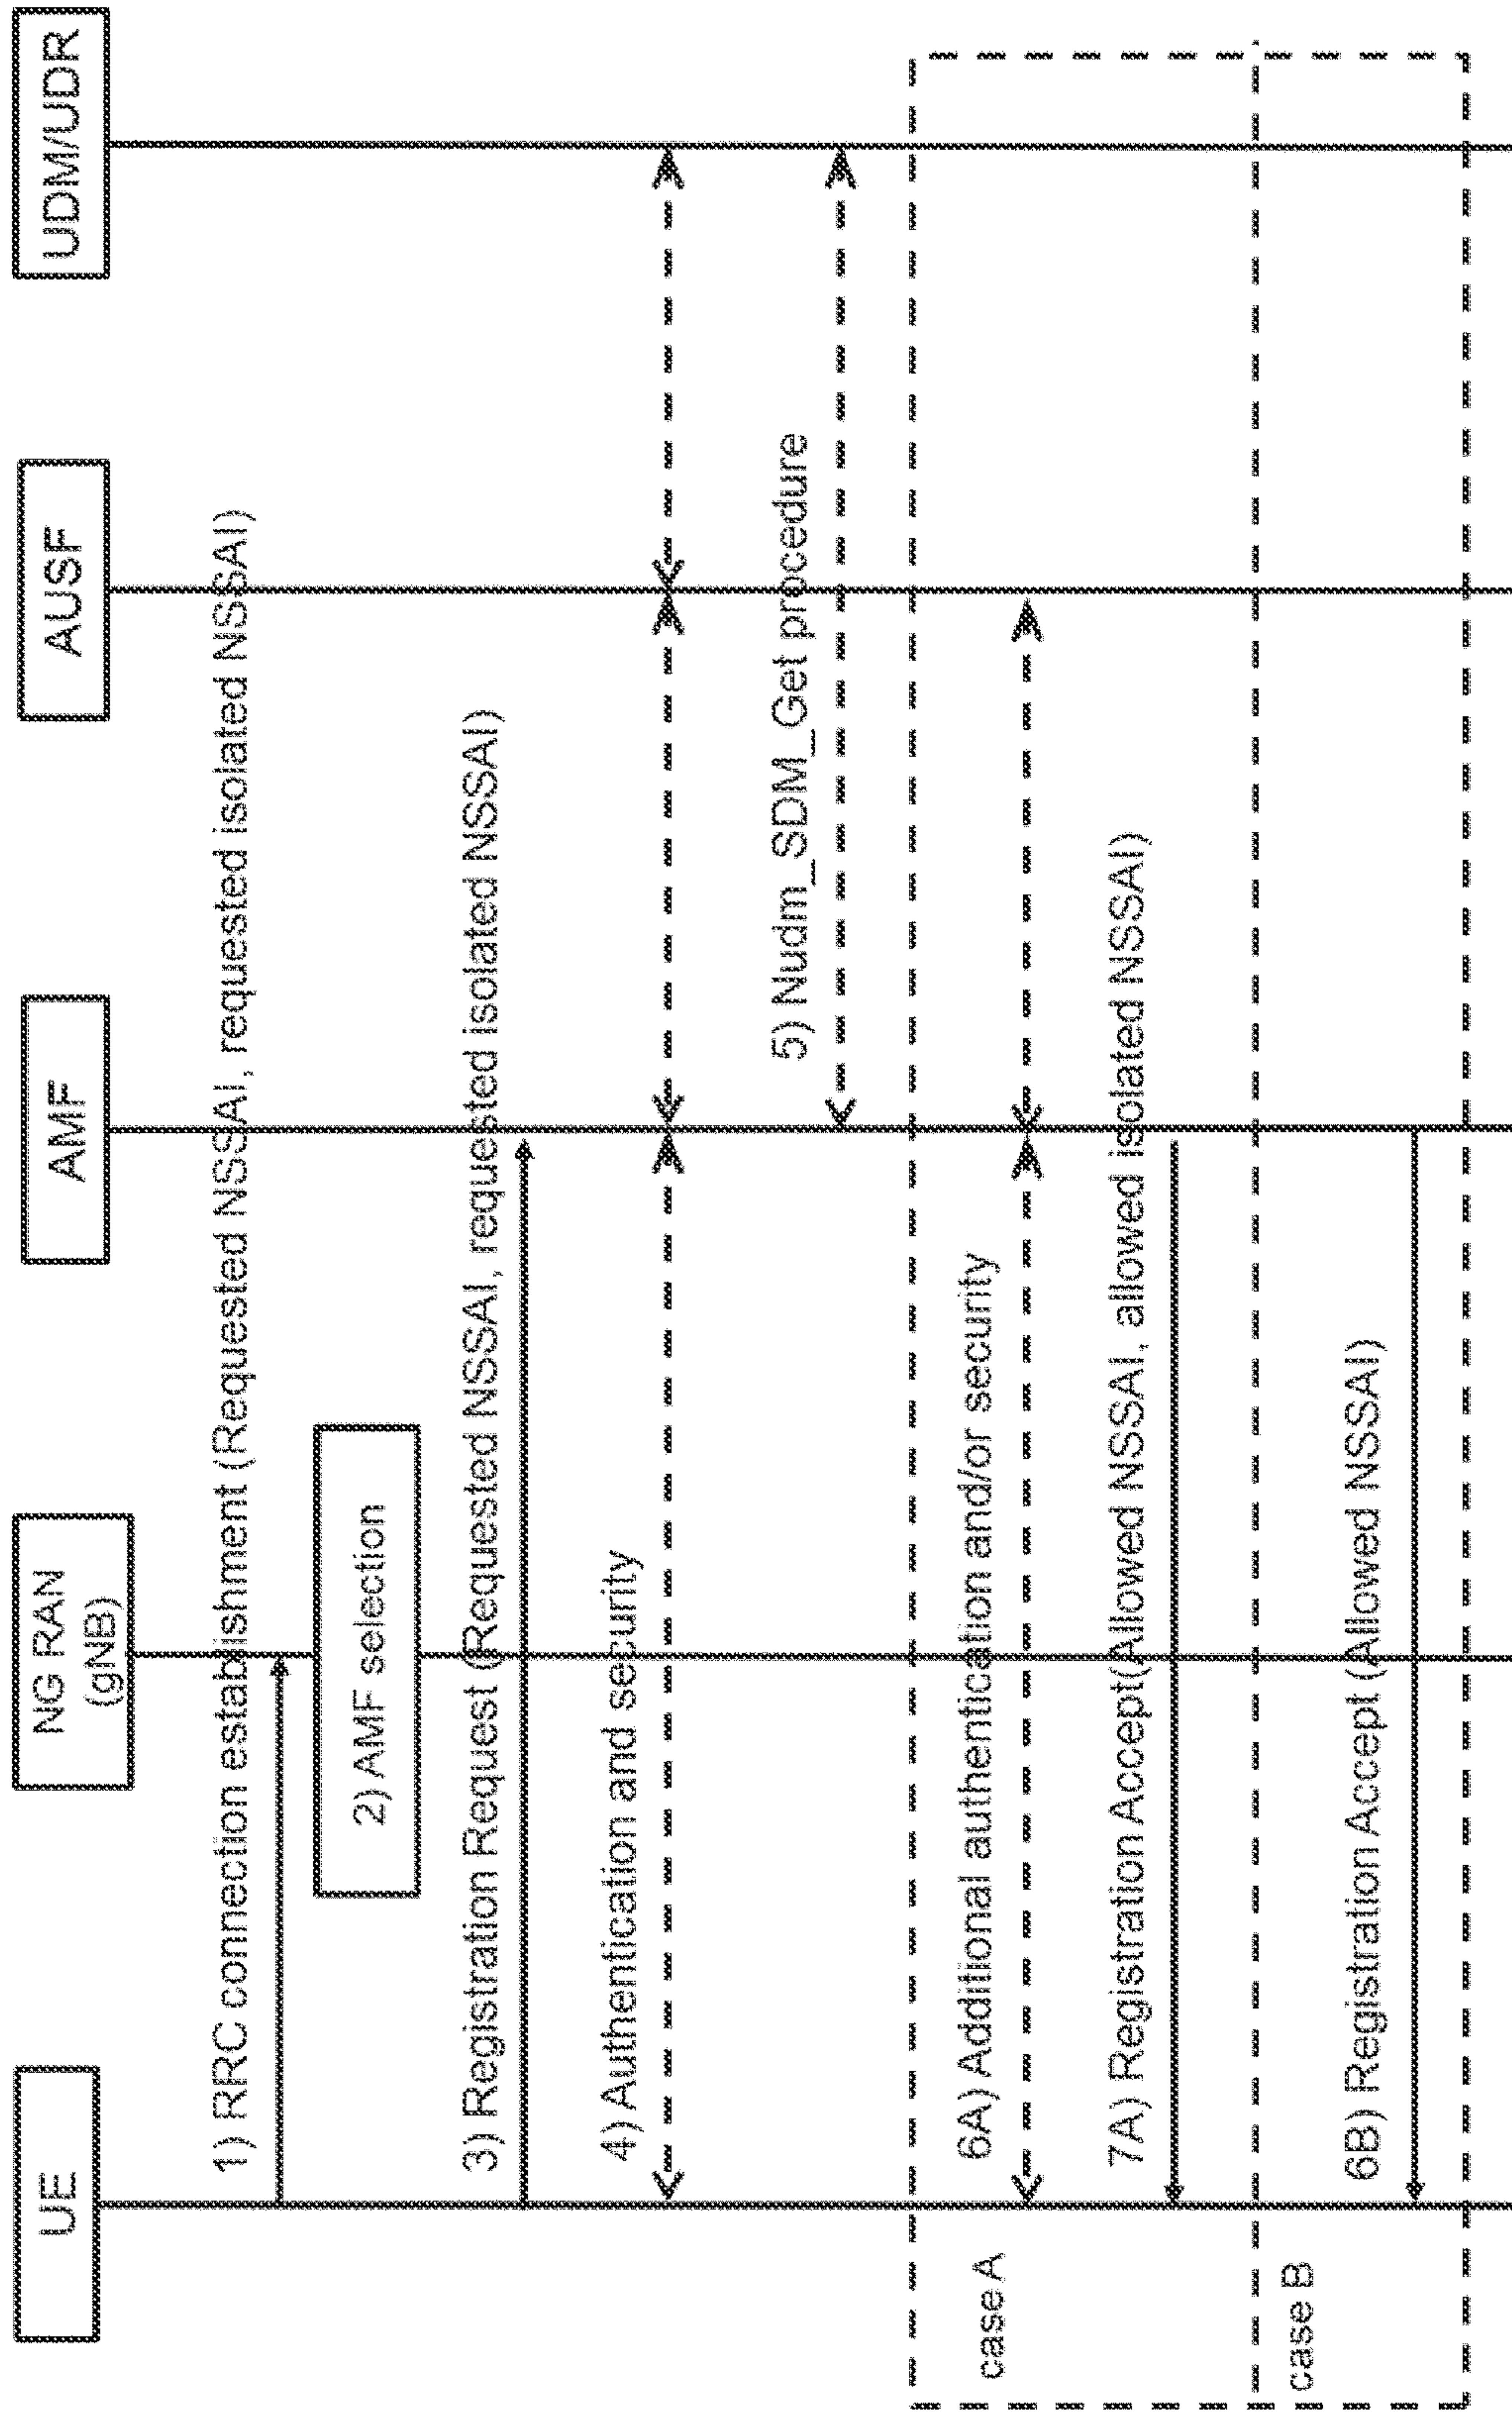 UE
NG RAN
(gNB)
AMF
AUSF
UDM/UDR
1) RRC connection establishment (Requested NSSAI, requested isolated NSSAI)
2) AMF selection
3) Registration Request (Requested NSSAI, requested isolated NSSAI)
4) Authentication and security
5) Nudm_SDM_Get procedure
case A
6A) Additional authentication and/or security
7A) Registration Accept(Allowed NSSAI, allowed isolated NSSAI)
case B
6B) Registration Accept (Allowed NSSAI)